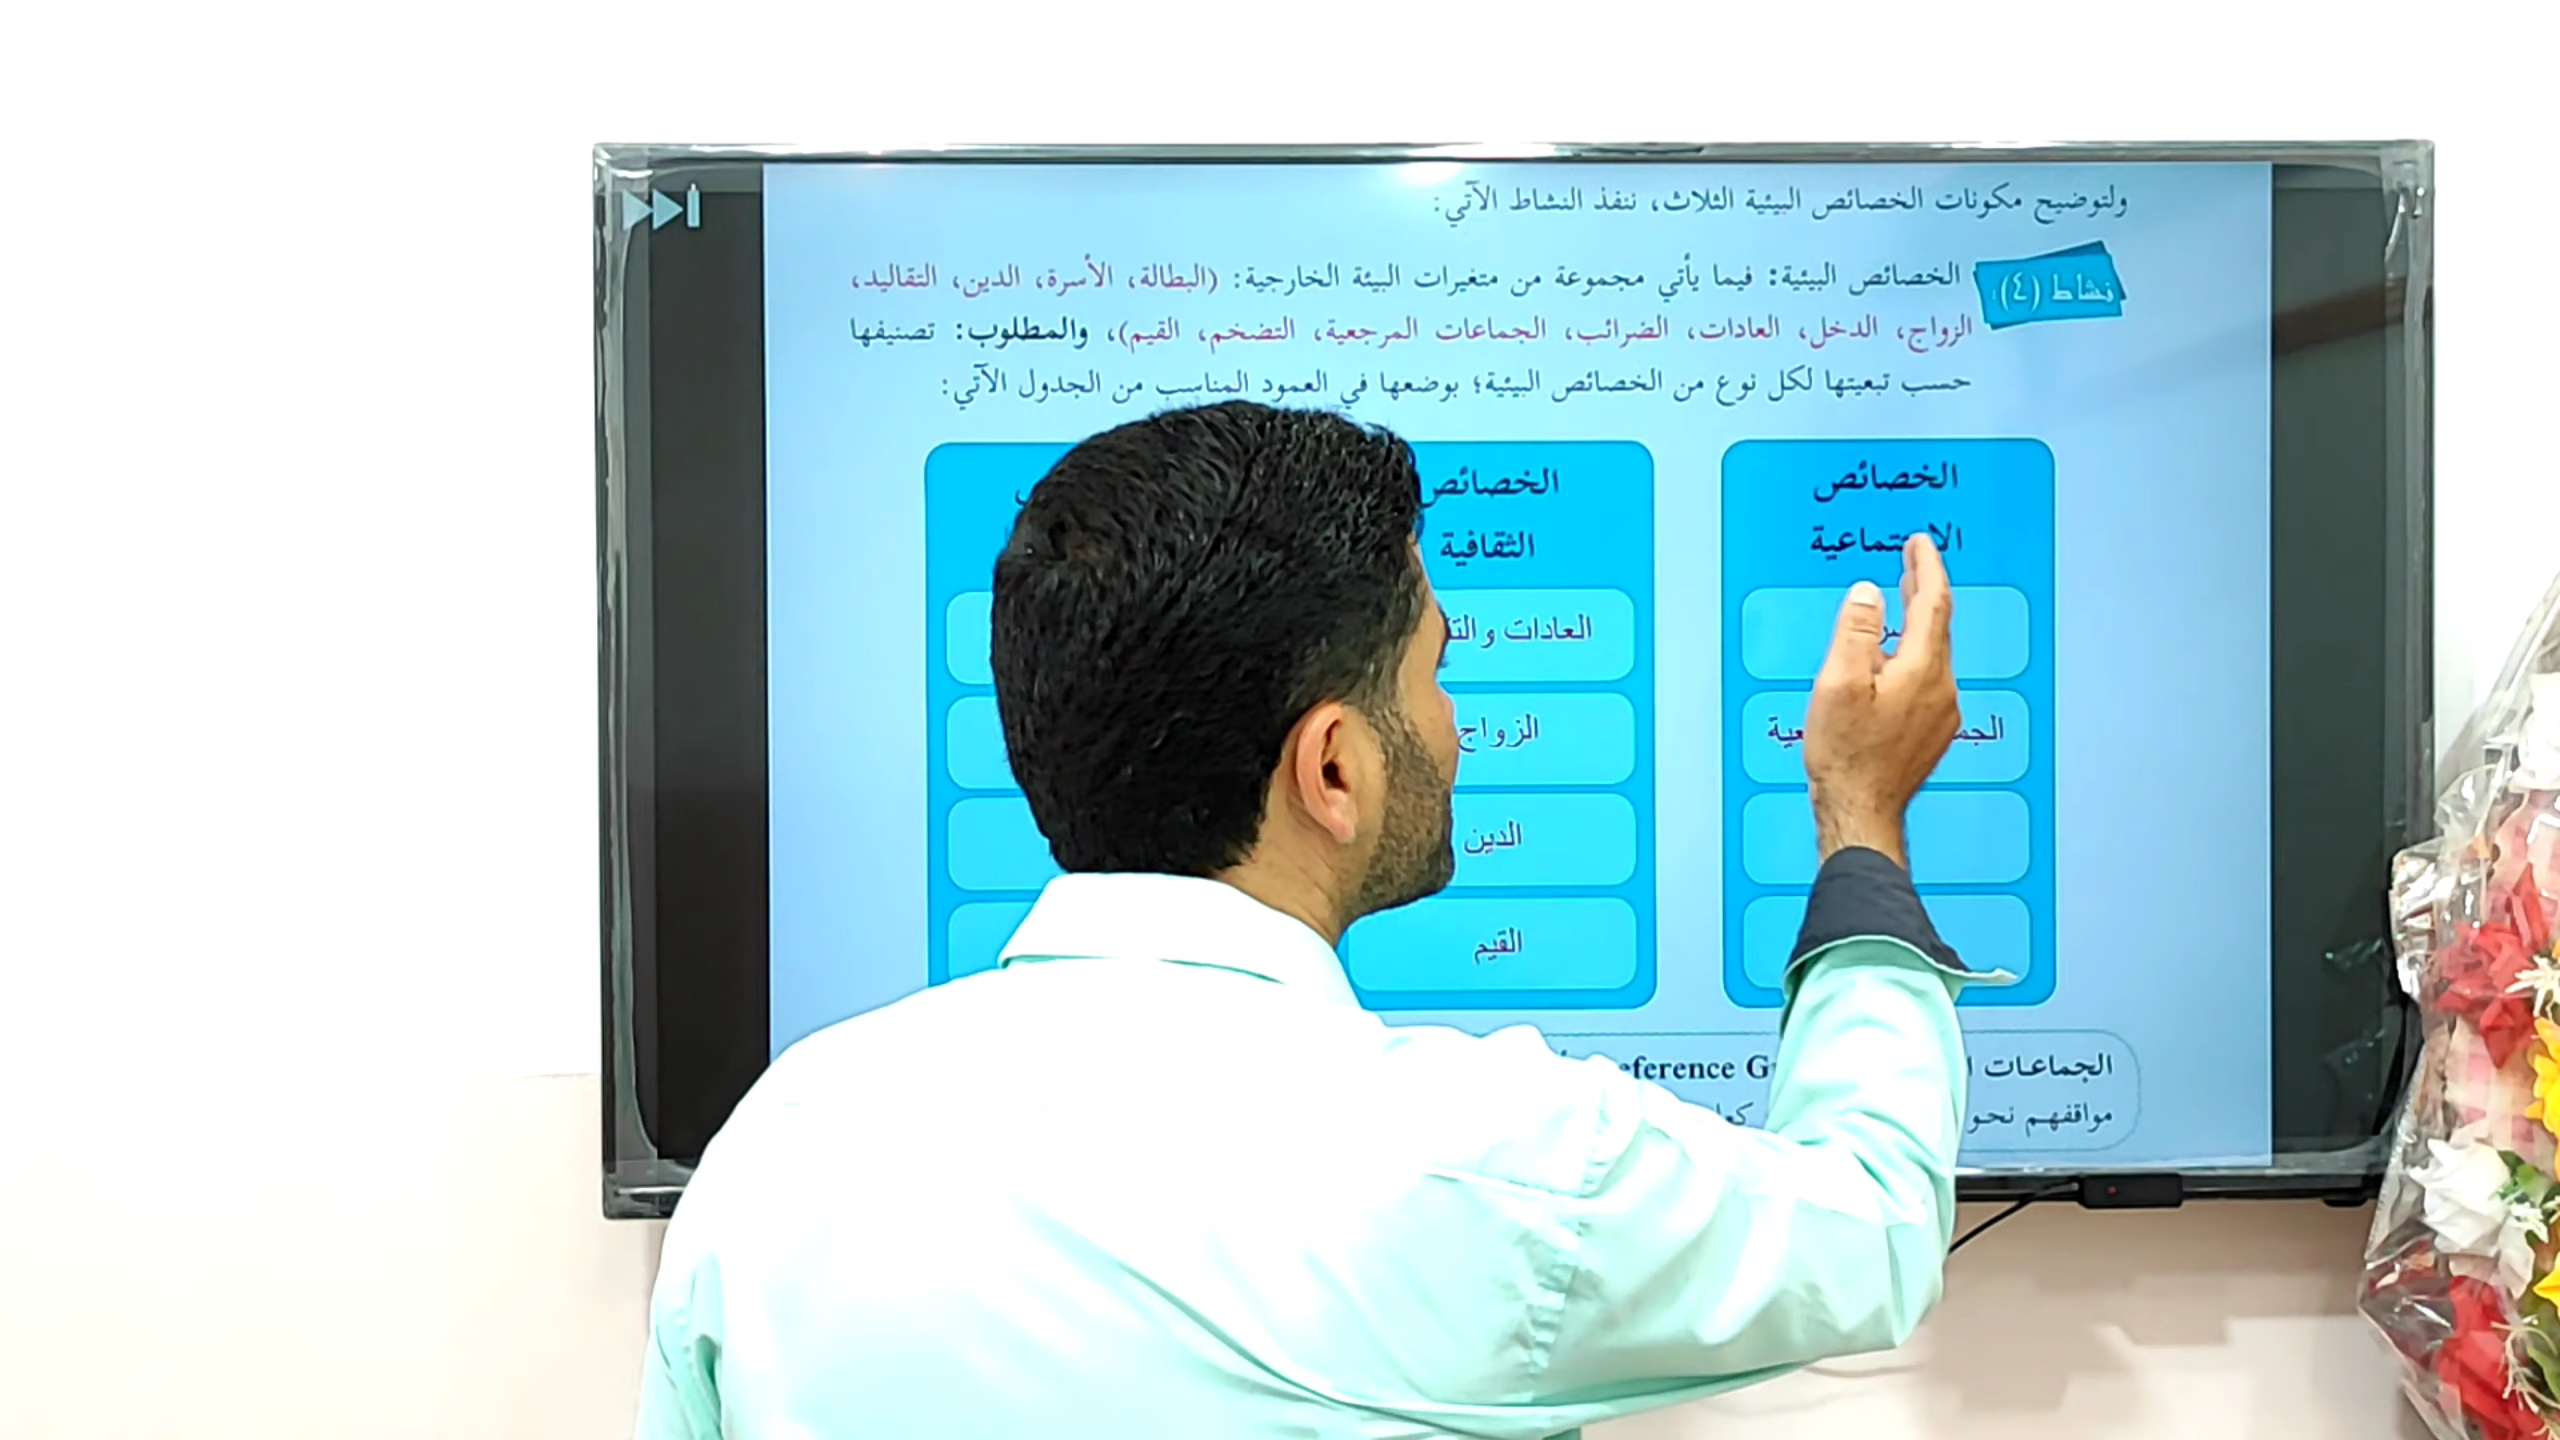 ولتوضيح مكونات الخصائص البيئية الثلاث، ننفذ النشاط الآتي:
نشاط (٤):
الخصائص البيئية: فيما يأتي مجموعة من متغيرات البيئة الخارجية: (البطالة، الأسرة، الدين، التقاليد،
الزواج، الدخل، العادات، الضرائب، الجماعات المرجعية، التضخم، القيم)، والمطلوب: تصنيفها
حسب تبعيتها لكل نوع من الخصائص البيئية؛ بوضعها في العمود المناسب من الجدول الآتي:
الخصائص
الاجتماعية
الخصائص
الثقافية
العادات
الزواج
الدين
القيم
الجماعات
مواقفهم نحو